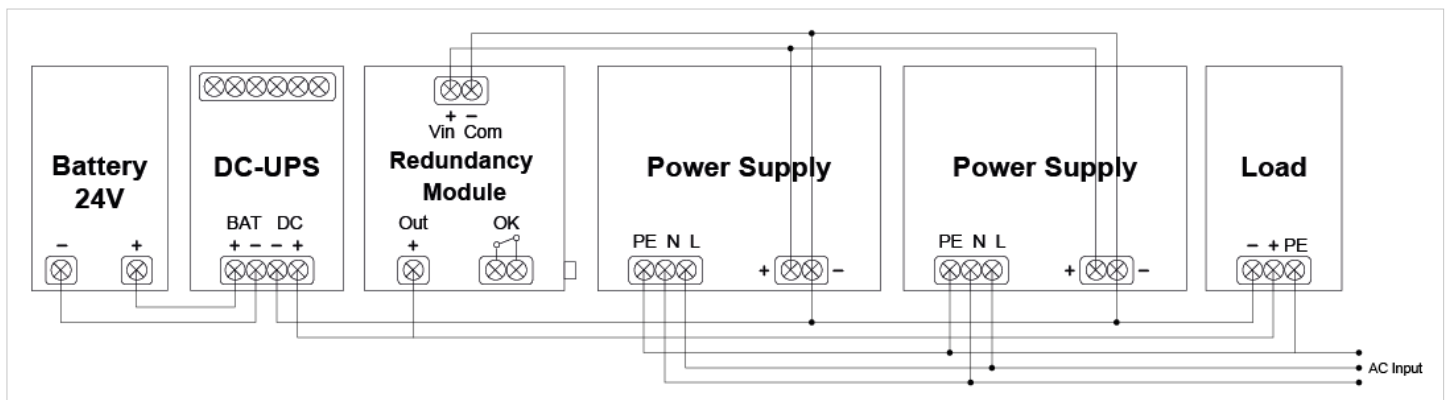 Battery
24V
- +
DC-UPS
BAT DC
+ - - +
+ -
Vin Com
Redundancy
Module
Out OK
+
Power Supply
PE N L
+ -
Power Supply
PE N L
+ -
Load
- + PE
AC Input